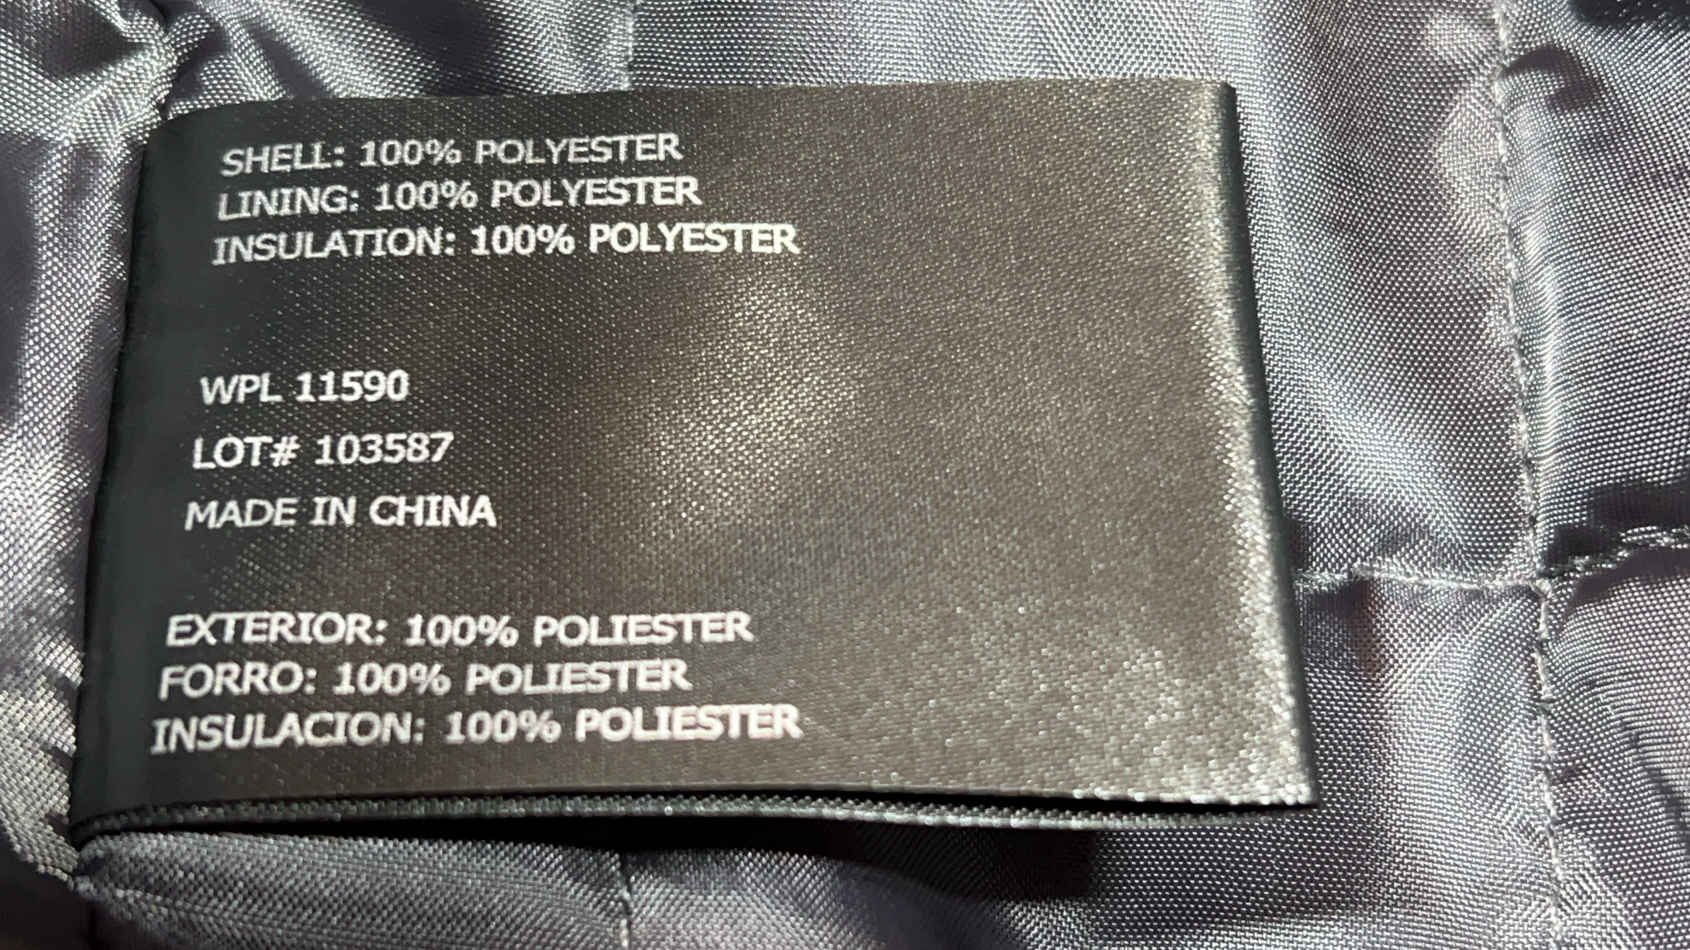 SHELL: 100% POLYESTER
LINING: 100% POLYESTER
INSULATION: 100% POLYESTER
WPL 11590
LOT# 103587
MADE IN CHINA
EXTERIOR: 100% POLIESTER
FORRO: 100% POLIESTER
INSULACION: 100% POLIESTER